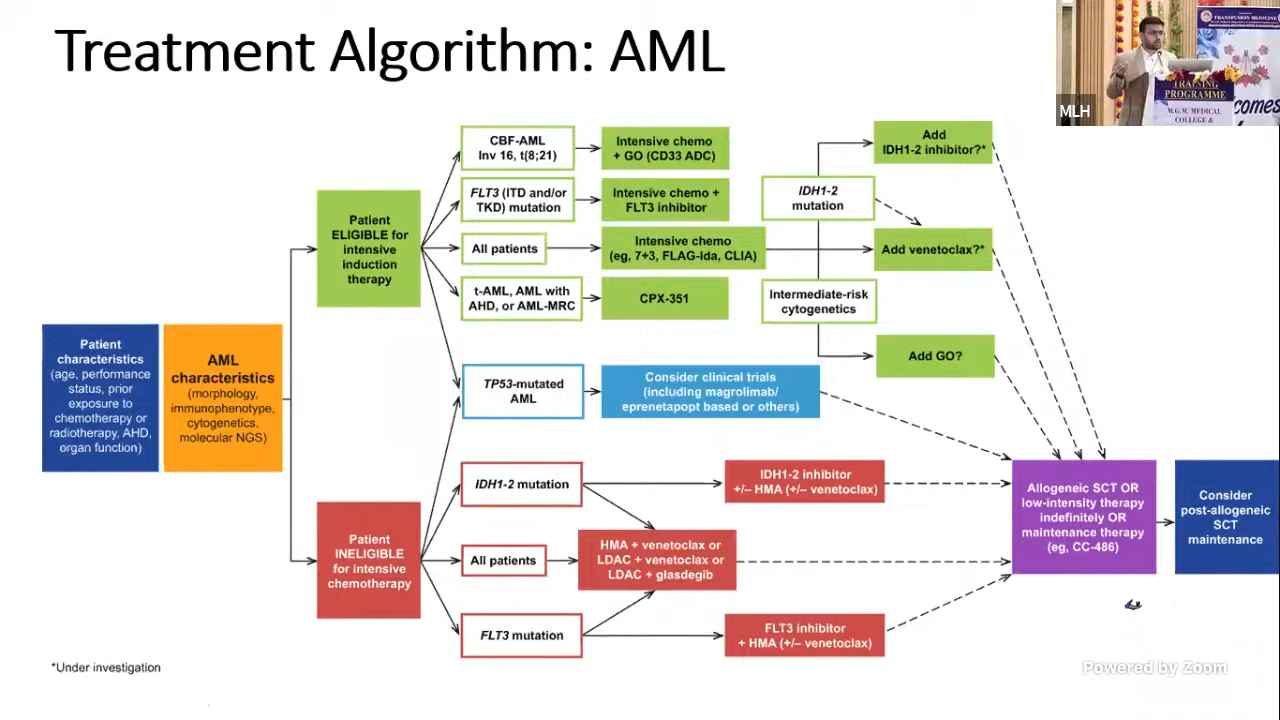 Treatment Algorithm: AML
TRANSFUSION MEDICINE
TRAINING
PROGRAMME
M.G.M. MEDICAL
COLLEGE &
comes
MLH
CBF-AML
Inv 16, t(8;21)
Intensive chemo
+ GO (CD33 ADC)
Add
IDH1-2 inhibitor?*
FLT3 (ITD and/or
TKD) mutation
Intensive chemo +
FLT3 inhibitor
IDH1-2
mutation
Patient
ELIGIBLE for
intensive
induction
therapy
All patients
Intensive chemo
(eg, 7+3, FLAG-Ida, CLIA)
Add venetoclax?*
t-AML, AML with
AHD, or AML-MRC
CPX-351
Intermediate-risk
cytogenetics
Add GO?
Patient
characteristics
(age, performance
status, prior
exposure to
chemotherapy or
radiotherapy, AHD,
organ function)
AML
characteristics
(morphology,
immunophenotype,
cytogenetics,
molecular NGS)
TP53-mutated
AML
Consider clinical trials
(including magrolimab/
eprenetapopt based or others)
IDH1-2 mutation
IDH1-2 inhibitor
+/– HMA (+/– venetoclax)
Patient
INELIGIBLE
for intensive
chemotherapy
All patients
HMA + venetoclax or
LDAC + venetoclax or
LDAC + glasdegib
FLT3 mutation
FLT3 inhibitor
+ HMA (+/– venetoclax)
Allogeneic SCT OR
low-intensity therapy
indefinitely OR
maintenance therapy
(eg, CC-486)
Consider
post-allogeneic
SCT
maintenance
*Under investigation
Powered by Zoom